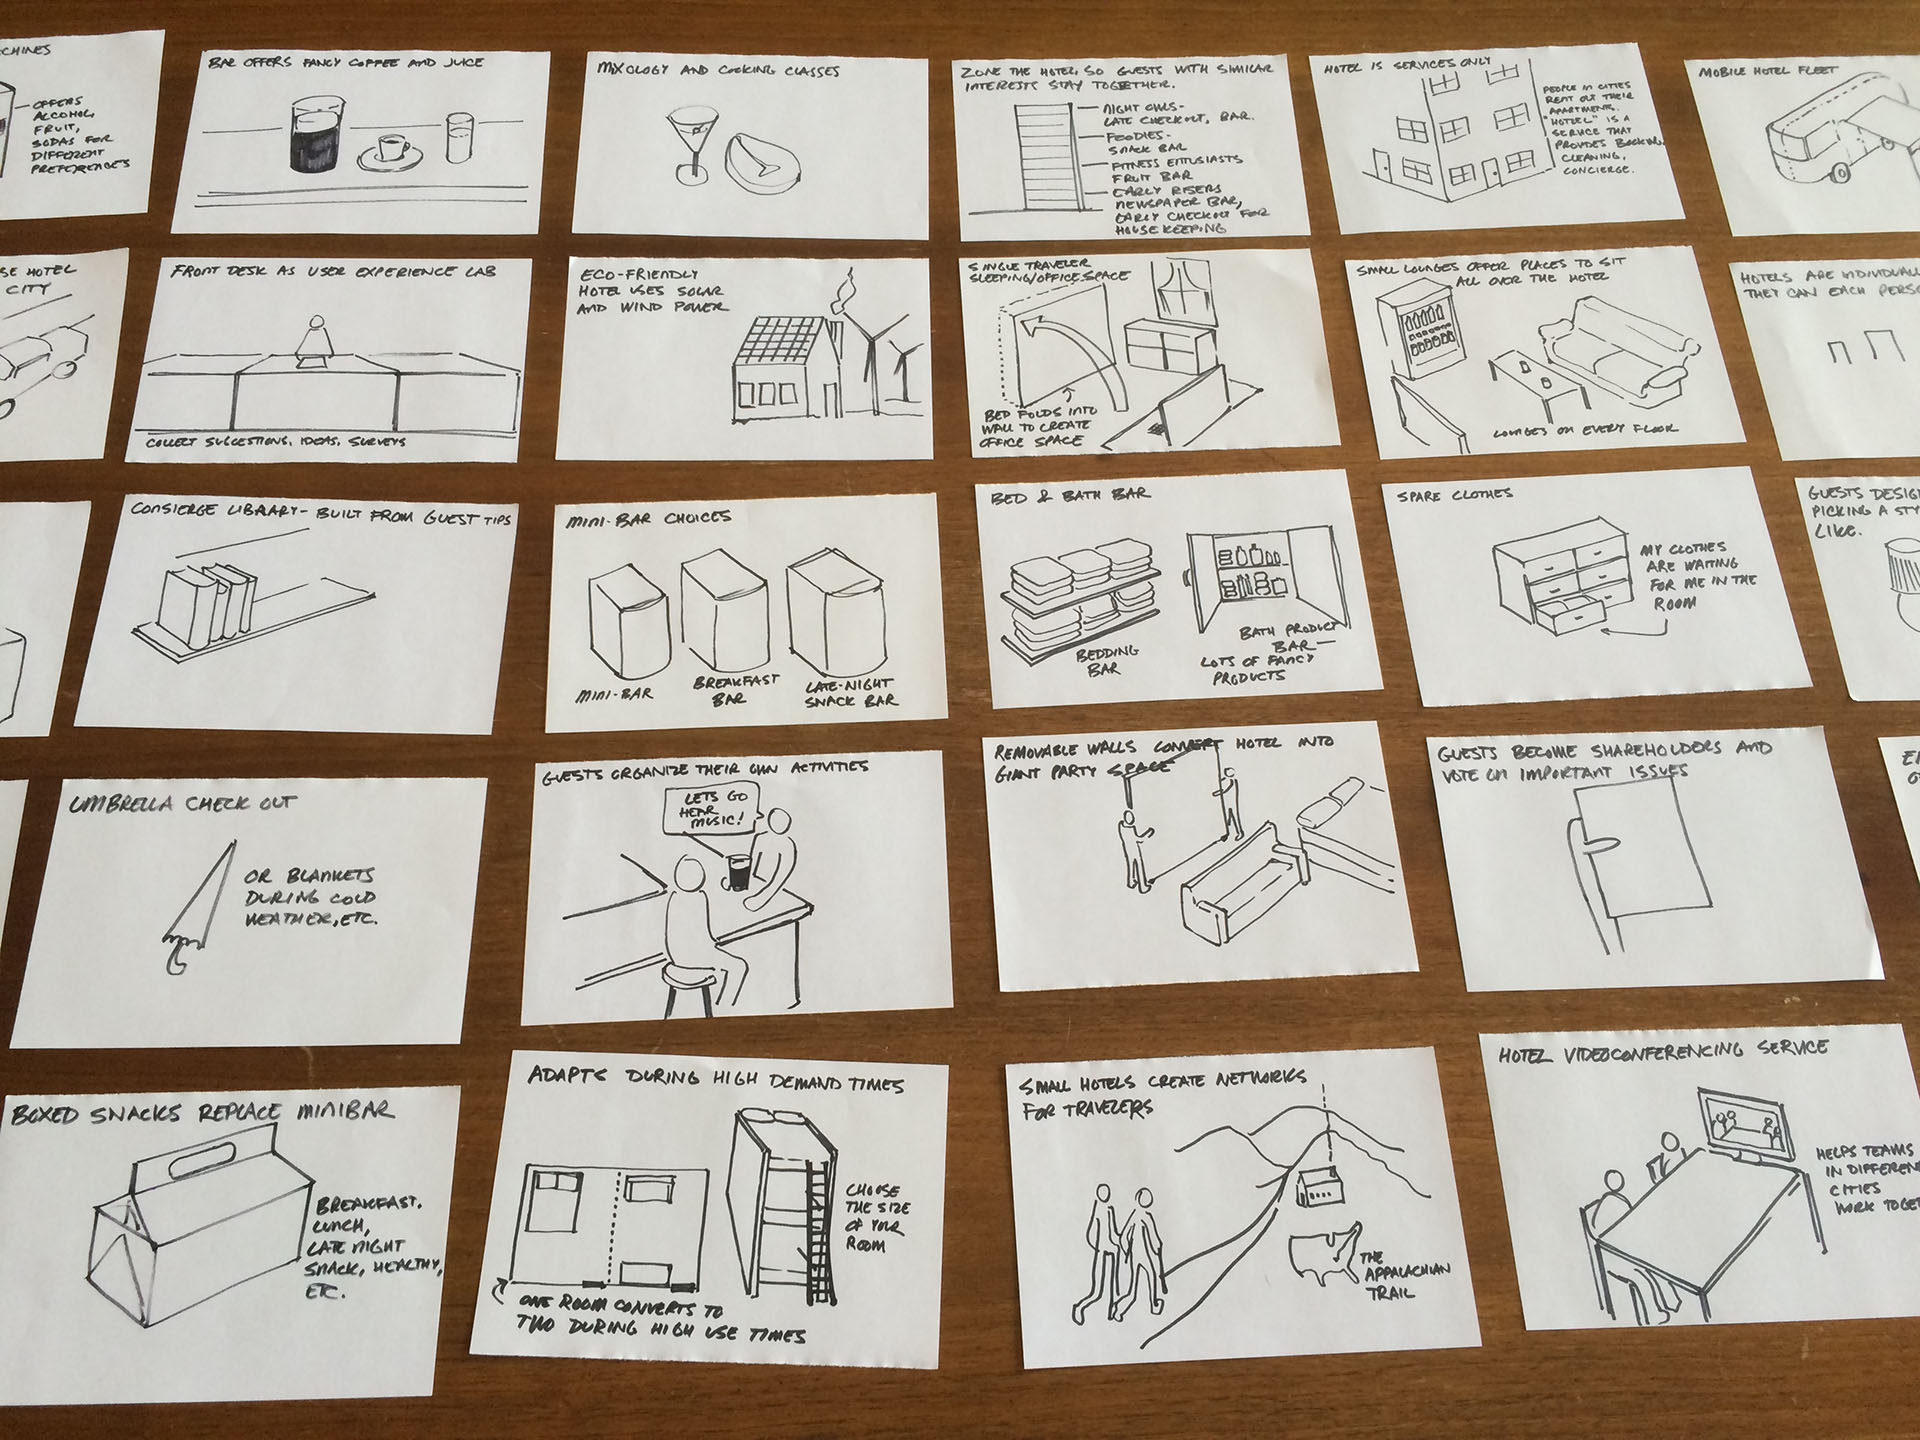 OFFERS
ALCOHOL,
FRUIT,
SODAS FOR
DIFFERENT
PREFERENCES
BAR OFFERS FANCY COFFEE AND JUICE
MIXOLOGY AND COOKING CLASSES
ZONE THE HOTEL, SO GUESTS WITH SIMILAR
INTERESTS STAY TOGETHER.
NIGHT OWLS-
LATE CHECKOUT, BAR.
FOODIES-
SNACK BAR
FITNESS ENTUSIASTS
FRUIT BAR
EARLY RISERS
NEWSPAPER BAR,
EARLY CHECKOUT FOR
HOUSEKEEPING
HOTEL IS SERVICES ONLY
PEOPLE IN CITIES
RENT OUT THEIR
APARTMENTS.
"HOTEL" IS A
SERVICE THAT
PROVIDES BOOKING,
CLEANING,
CONCIERGE.
MOBILE HOTEL FLEET
HOTEL
CITY
FRONT DESK AS USER EXPERIENCE LAB
COLLECT SUGGESTIONS, IDEAS, SURVEYS
ECO-FRIENDLY
HOTEL USES SOLAR
AND WIND POWER
SINGLE TRAVELER
SLEEPING/OFFICE SPACE
BED FOLDS INTO
WALL TO CREATE
OFFICE SPACE
SMALL LOUNGES OFFER PLACES TO SIT
ALL OVER THE HOTEL
LOUNGES ON EVERY FLOOR
HOTELS ARE
THEY CAN EACH
CONSIERGE LIBRARY- BUILT FROM GUEST TIPS
MINI-BAR CHOICES
MINI-BAR
BREAKFAST
BAR
LATE-NIGHT
SNACK BAR
BED & BATH BAR
BEDDING
BAR
BATH PRODUCT
BAR—
LOTS OF FANCY
PRODUCTS
SPARE CLOTHES
MY CLOTHES
ARE WAITING
FOR ME IN THE
ROOM
GUESTS
PICKING A
LIKE.
UMBRELLA CHECK OUT
OR BLANKETS
DURING COLD
WEATHER, ETC.
GUESTS ORGANIZE THEIR OWN ACTIVITIES
LETS GO
HEAR
MUSIC!
REMOVABLE WALLS CONVERT HOTEL INTO
GIANT PARTY SPACE
GUESTS BECOME SHAREHOLDERS AND
VOTE ON IMPORTANT ISSUES
BOXED SNACKS REPLACE MINIBAR
BREAKFAST.
LUNCH,
LATE NIGHT
SNACK, HEALTHY,
ETC.
ADAPTS DURING HIGH DEMAND TIMES
CHOOSE
THE SIZE
OF YOUR
ROOM
ONE ROOM CONVERTS TO
TWO DURING HIGH USE TIMES
SMALL HOTELS CREATE NETWORKS
FOR TRAVELERS
THE
APPALACHIAN
TRAIL
HOTEL VIDEOCONFERENCING SERVICE
HELPS TEAMS
IN
CITIES
WORK